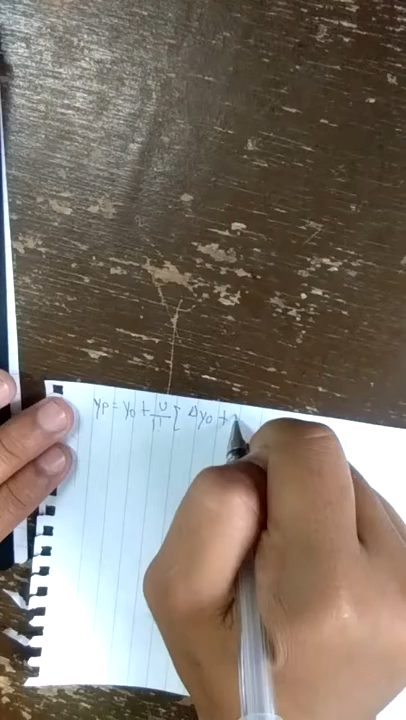 yp = y0 + U/1! [ Δy0 +